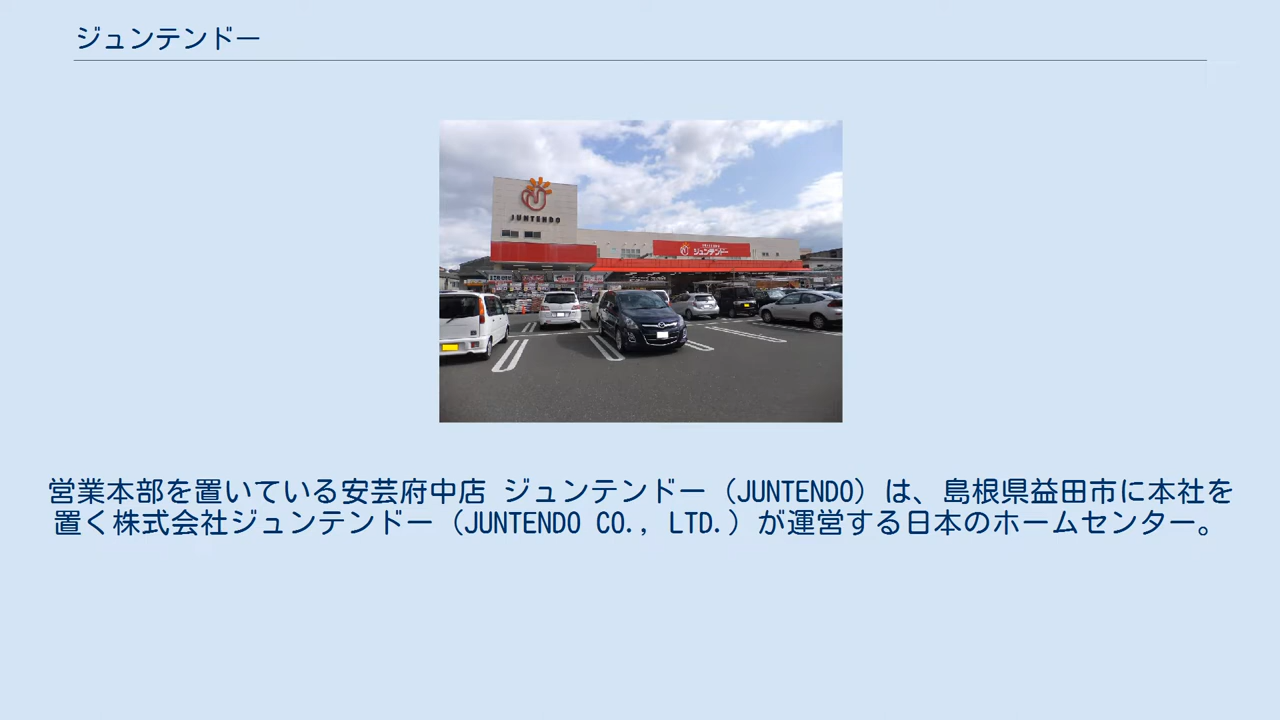 ジュンテンドー
JUNTENDO
ジュンテンドー
営業本部を置いている安芸府中店 ジュンテンドー（JUNTENDO）は、島根県益田市に本社を
置く株式会社ジュンテンドー（JUNTENDO CO., LTD.）が運営する日本のホームセンター。